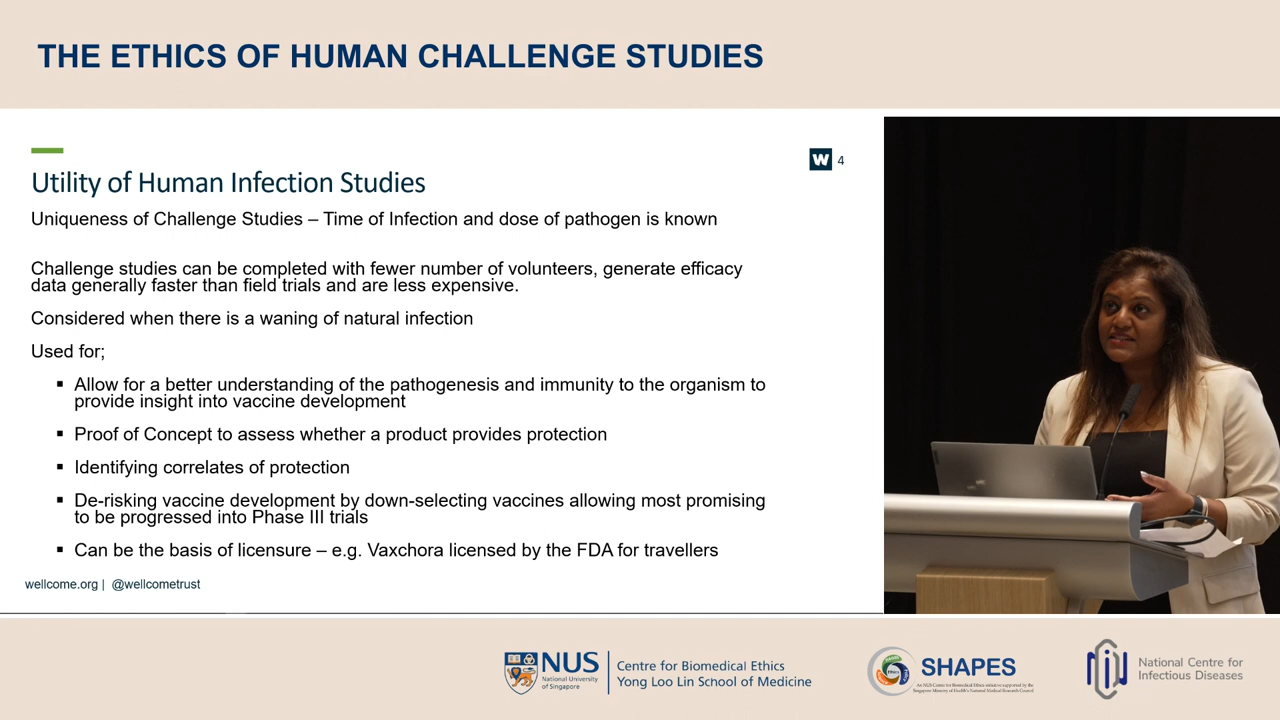 THE ETHICS OF HUMAN CHALLENGE STUDIES
W 4
Utility of Human Infection Studies
Uniqueness of Challenge Studies – Time of Infection and dose of pathogen is known
Challenge studies can be completed with fewer number of volunteers, generate efficacy
data generally faster than field trials and are less expensive.
Considered when there is a waning of natural infection
Used for;
▪ Allow for a better understanding of the pathogenesis and immunity to the organism to
provide insight into vaccine development
▪ Proof of Concept to assess whether a product provides protection
▪ Identifying correlates of protection
▪ De-risking vaccine development by down-selecting vaccines allowing most promising
to be progressed into Phase III trials
▪ Can be the basis of licensure – e.g. Vaxchora licensed by the FDA for travellers
wellcome.org | @wellcometrust
NUS
National University
of Singapore
Centre for Biomedical Ethics
Yong Loo Lin School of Medicine
SHAPES
An NUS Centre for Biomedical Ethics initiative supported by the
Singapore Ministry of Health's National Medical Research Council
National Centre for
Infectious Diseases